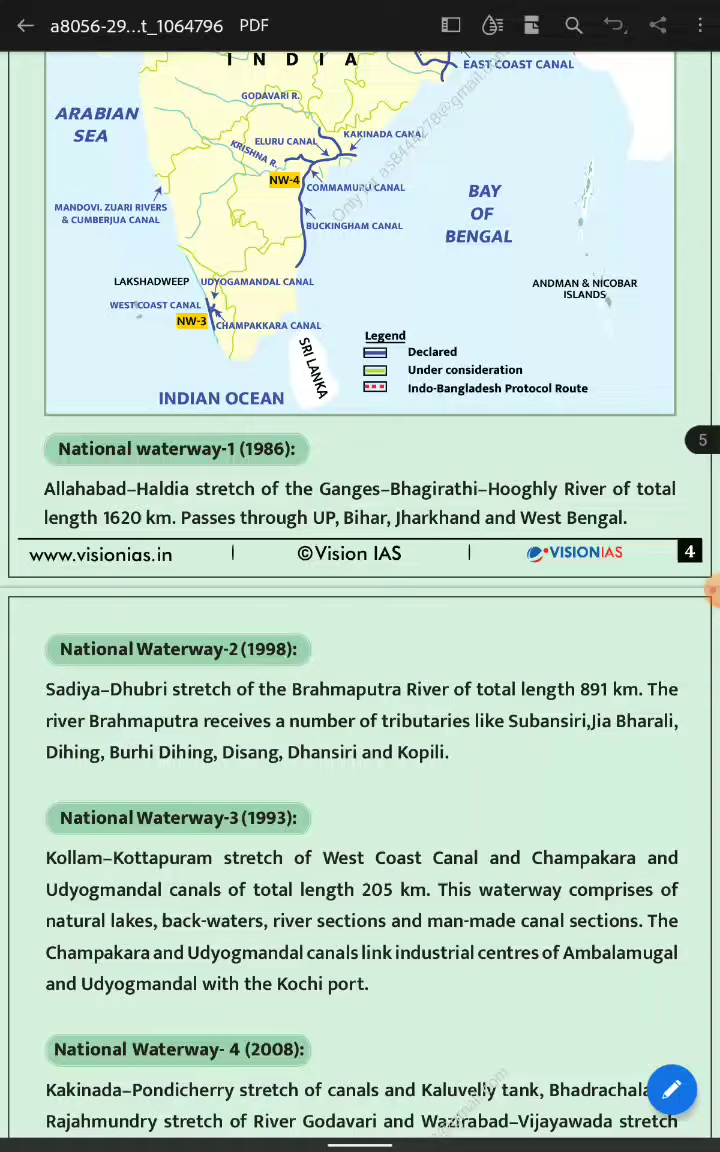 a8056-29...t_1064796 PDF
I N D I A
EAST COAST CANAL
GODAVARI R.
ARABIAN
SEA
KAKINADA CANAL
ELURU CANAL
KRISHNA R.
NW-4
COMMAMURU CANAL
BAY
OF
BENGAL
MANDOVI. ZUARI RIVERS
& CUMBERJUA CANAL
BUCKINGHAM CANAL
LAKSHADWEEP
UDYOGAMANDAL CANAL
ANDMAN & NICOBAR
ISLANDS
WEST COAST CANAL
NW-3
CHAMPAKKARA CANAL
SRI LANKA
Legend
Declared
Under consideration
Indo-Bangladesh Protocol Route
INDIAN OCEAN
5
National waterway-1 (1986):
Allahabad–Haldia stretch of the Ganges–Bhagirathi–Hooghly River of total
length 1620 km. Passes through UP, Bihar, Jharkhand and West Bengal.
www.visionias.in | ©Vision IAS | VISIONIAS 4
National Waterway-2 (1998):
Sadiya–Dhubri stretch of the Brahmaputra River of total length 891 km. The
river Brahmaputra receives a number of tributaries like Subansiri,Jia Bharali,
Dihing, Burhi Dihing, Disang, Dhansiri and Kopili.
National Waterway-3 (1993):
Kollam–Kottapuram stretch of West Coast Canal and Champakara and
Udyogmandal canals of total length 205 km. This waterway comprises of
natural lakes, back-waters, river sections and man-made canal sections. The
Champakara and Udyogmandal canals link industrial centres of Ambalamugal
and Udyogmandal with the Kochi port.
National Waterway- 4 (2008):
Kakinada–Pondicherry stretch of canals and Kaluvelly tank, Bhadrachala
Rajahmundry stretch of River Godavari and Wazirabad–Vijayawada stretch